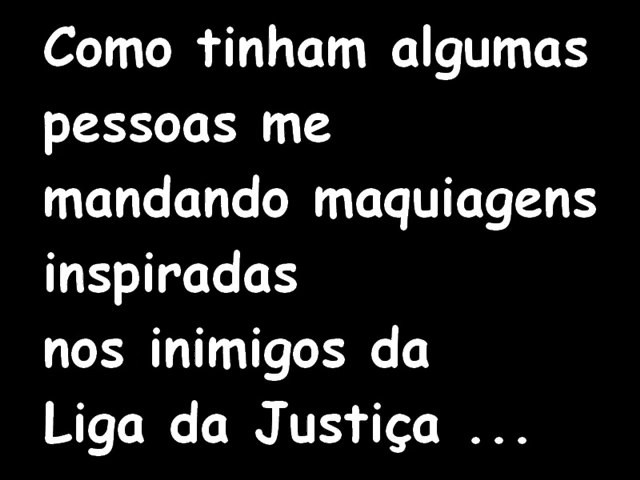 Como tinham algumas
pessoas me
mandando maquiagens
inspiradas
nos inimigos da
Liga da Justiça ...